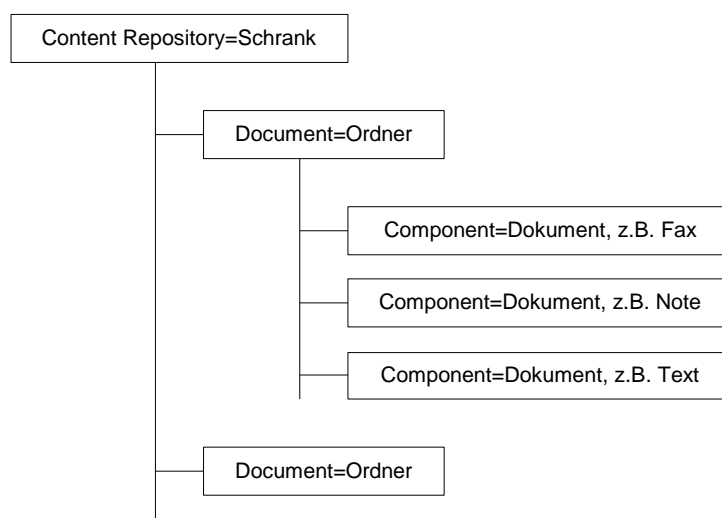 Content Repository=Schrank
Document=Ordner
Component=Dokument, z.B. Fax
Component=Dokument, z.B. Note
Component=Dokument, z.B. Text
Document=Ordner